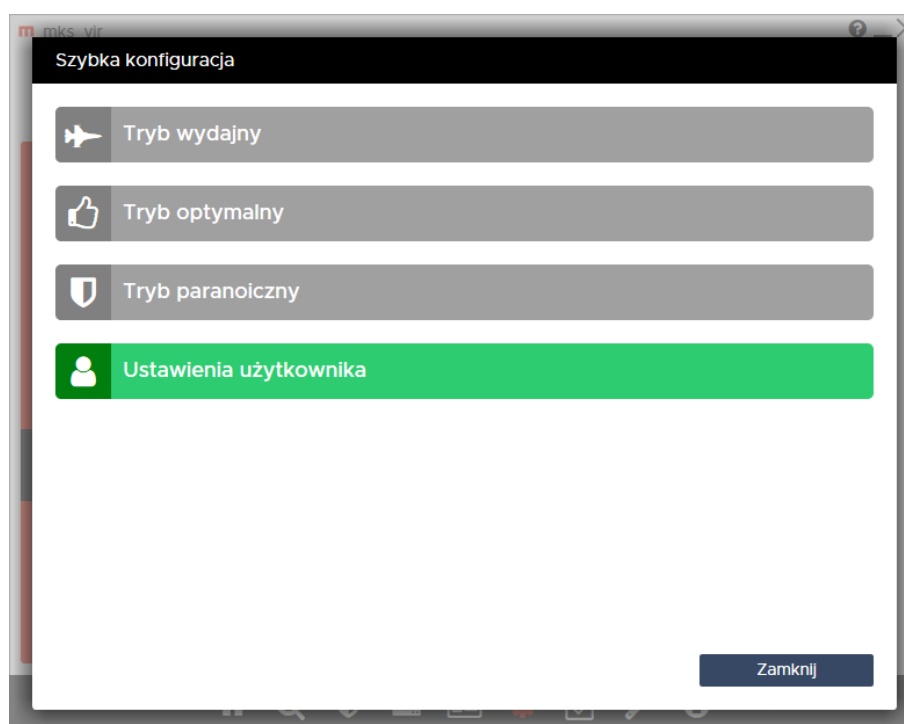 m mks_vir
Szybka konfiguracja
Tryb wydajny
Tryb optymalny
Tryb paranoiczny
Ustawienia użytkownika
Zamknij